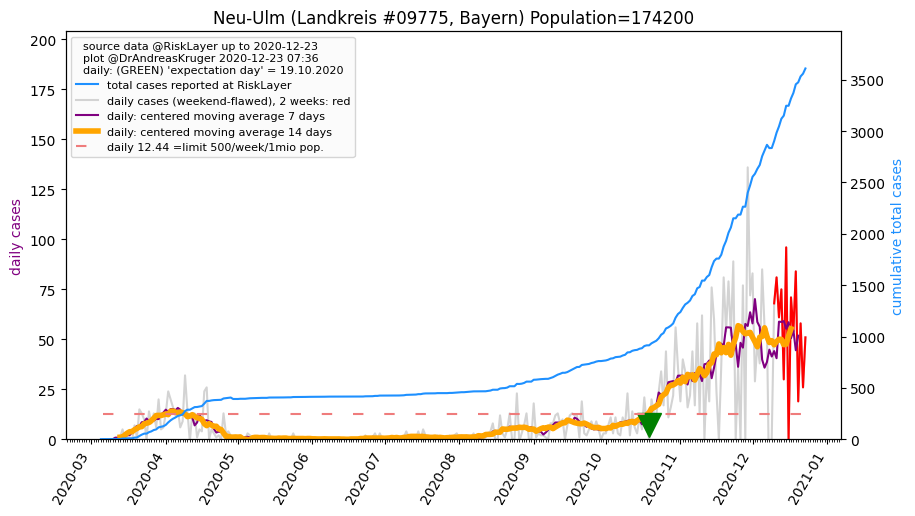 Neu-Ulm (Landkreis #09775, Bayern) Population=174200
source data @RiskLayer up to 2020-12-23
plot @DrAndreasKruger 2020-12-23 07:36
daily: (GREEN) 'expectation day' = 19.10.2020
total cases reported at RiskLayer
daily cases (weekend-flawed), 2 weeks: red
daily: centered moving average 7 days
daily: centered moving average 14 days
daily 12.44 =limit 500/week/1mio pop.
daily cases
200
175
150
125
100
75
50
25
0
3500
3000
2500
2000
1500
1000
500
0
cumulative total cases
2020-03
2020-04
2020-05
2020-06
2020-07
2020-08
2020-09
2020-10
2020-11
2020-12
2021-01